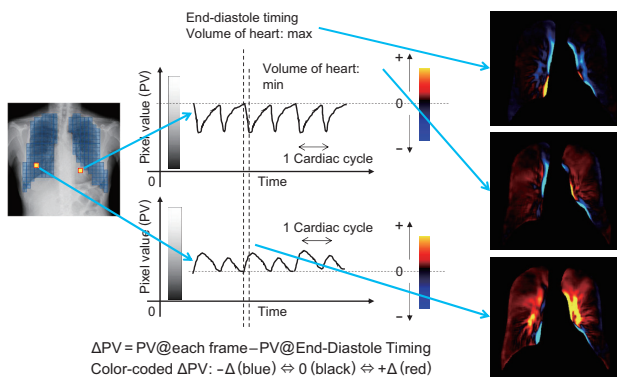 End-diastole timing
Volume of heart: max
Volume of heart:
min
Pixel value (PV)
+
0
−
1 Cardiac cycle
0
Time
Pixel value (PV)
1 Cardiac cycle
+
0
−
0
Time
ΔPV = PV@each frame–PV@End-Diastole Timing
Color-coded ΔPV: −Δ (blue) ⇔ 0 (black) ⇔ +Δ (red)